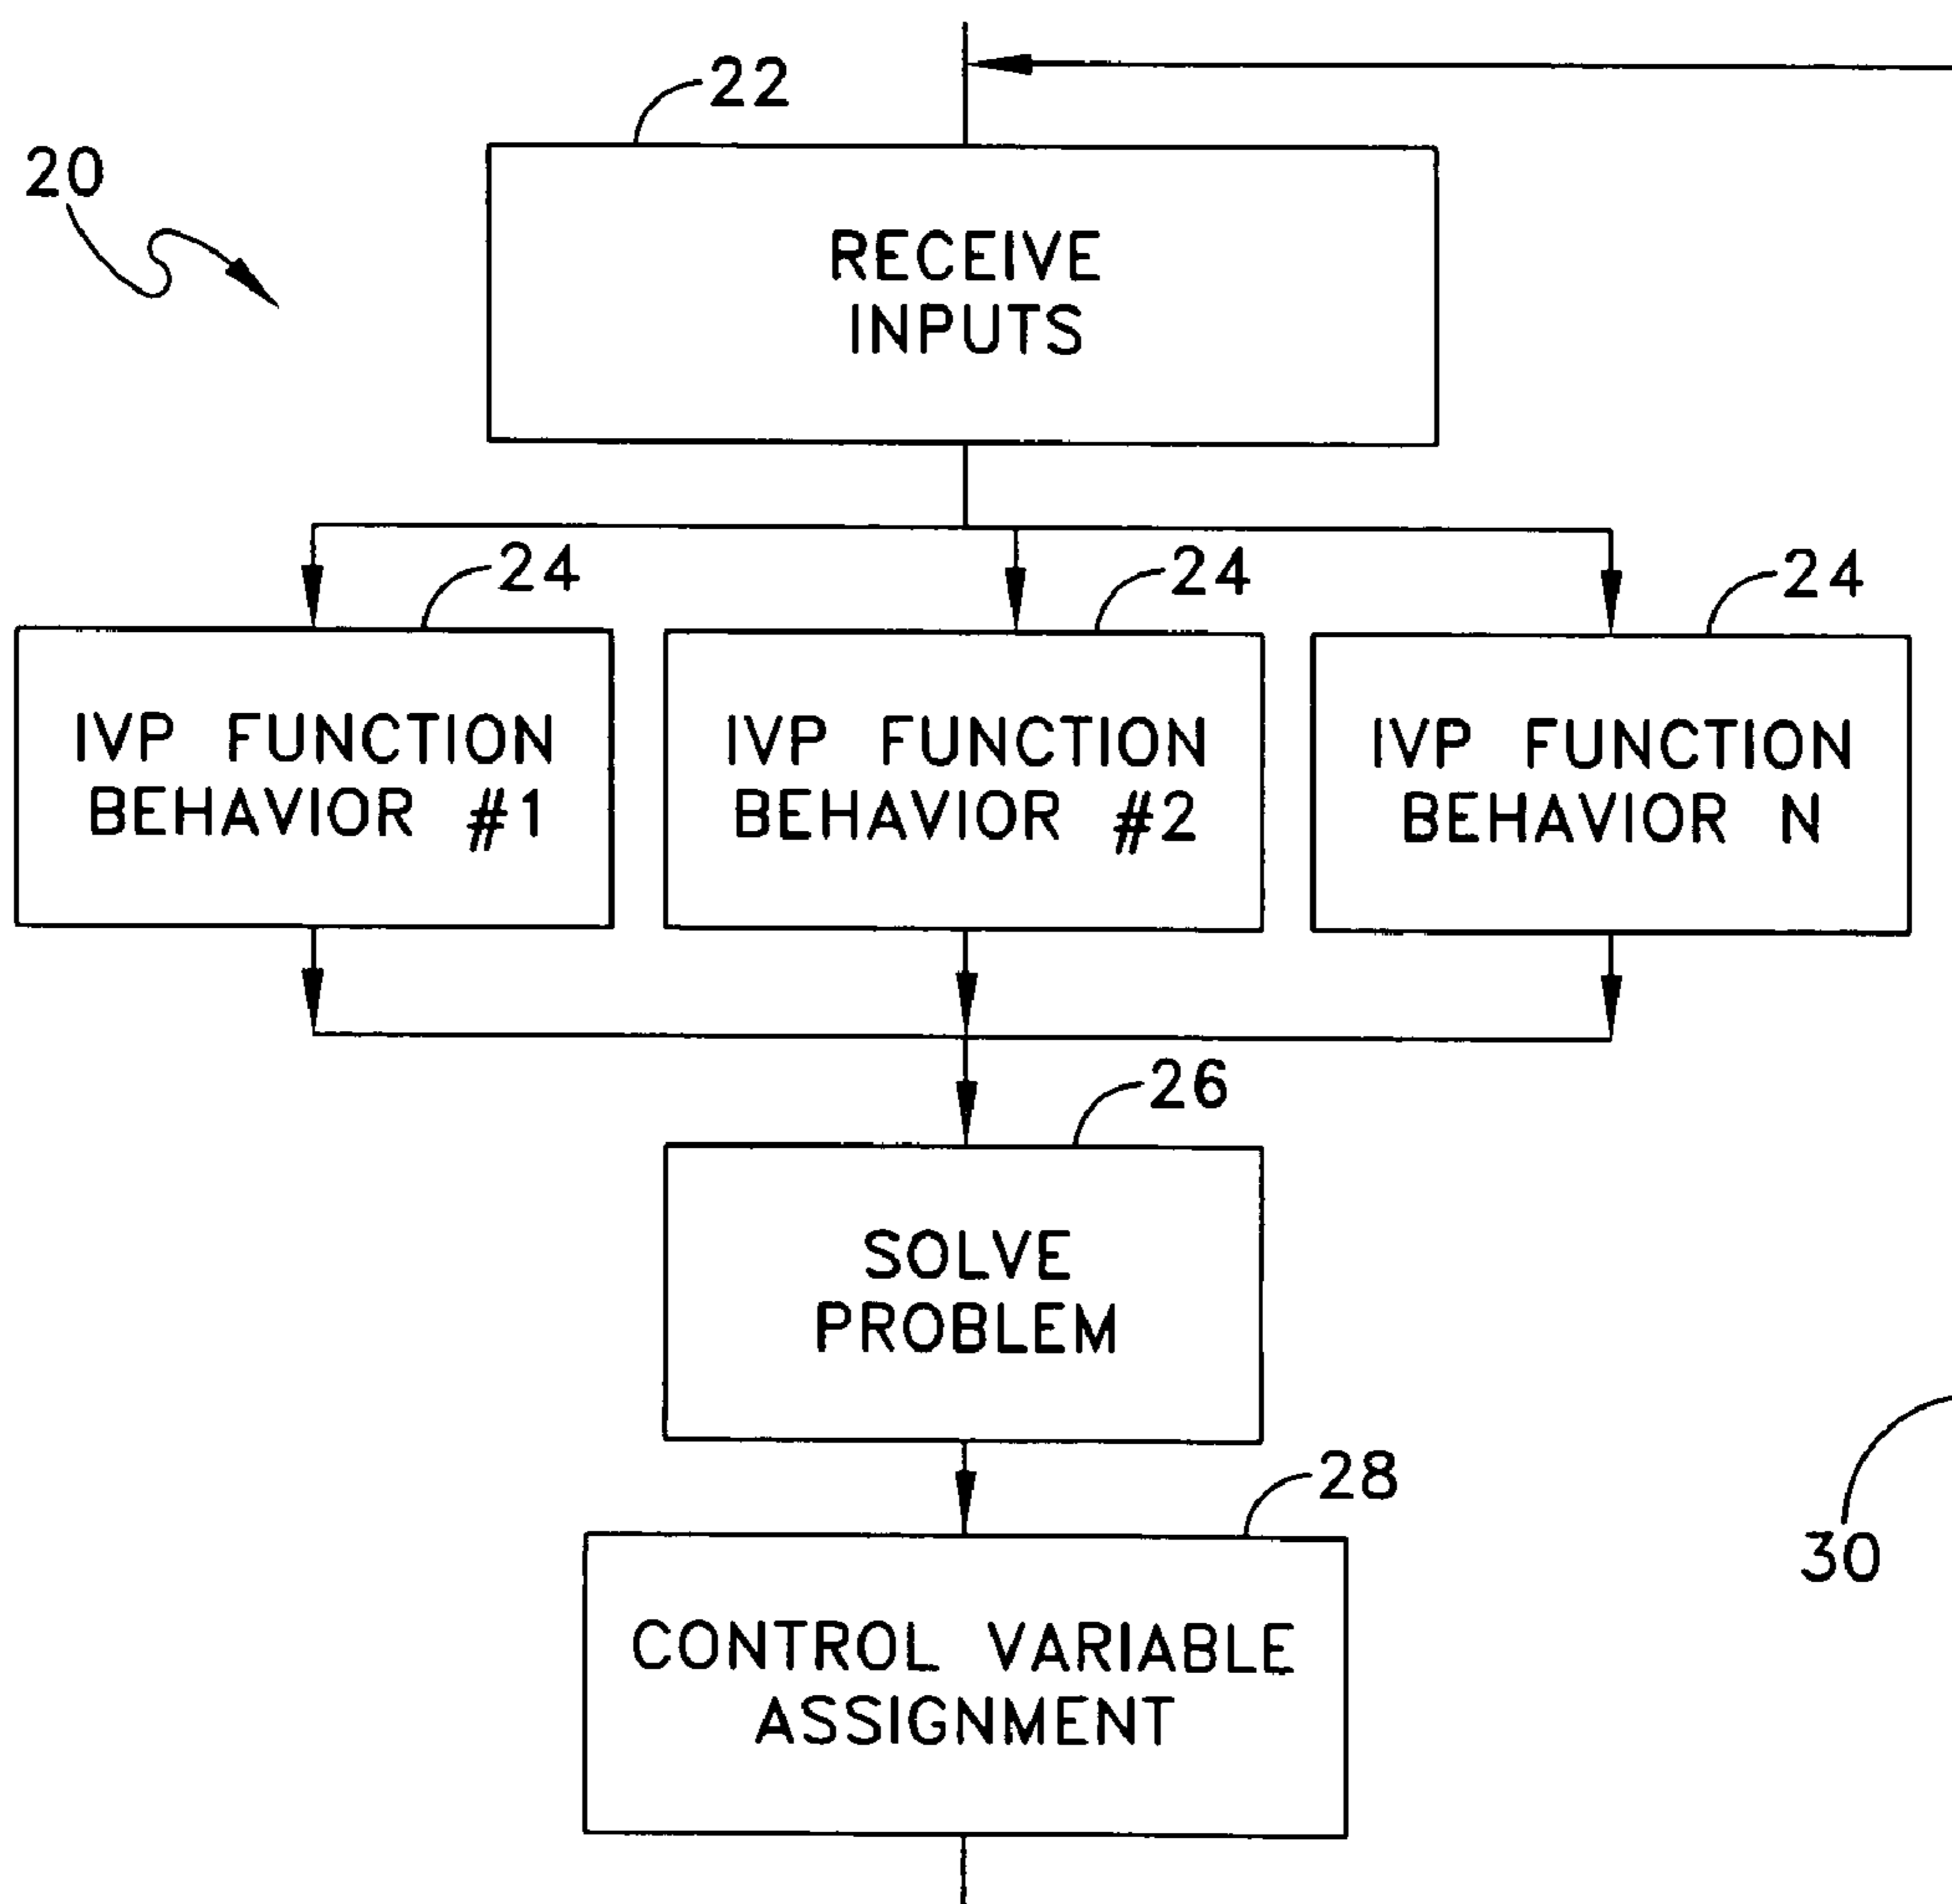 22
20
RECEIVE
INPUTS
24
24
24
IVP FUNCTION
BEHAVIOR #1
IVP FUNCTION
BEHAVIOR #2
IVP FUNCTION
BEHAVIOR N
26
SOLVE
PROBLEM
28
30
CONTROL VARIABLE
ASSIGNMENT